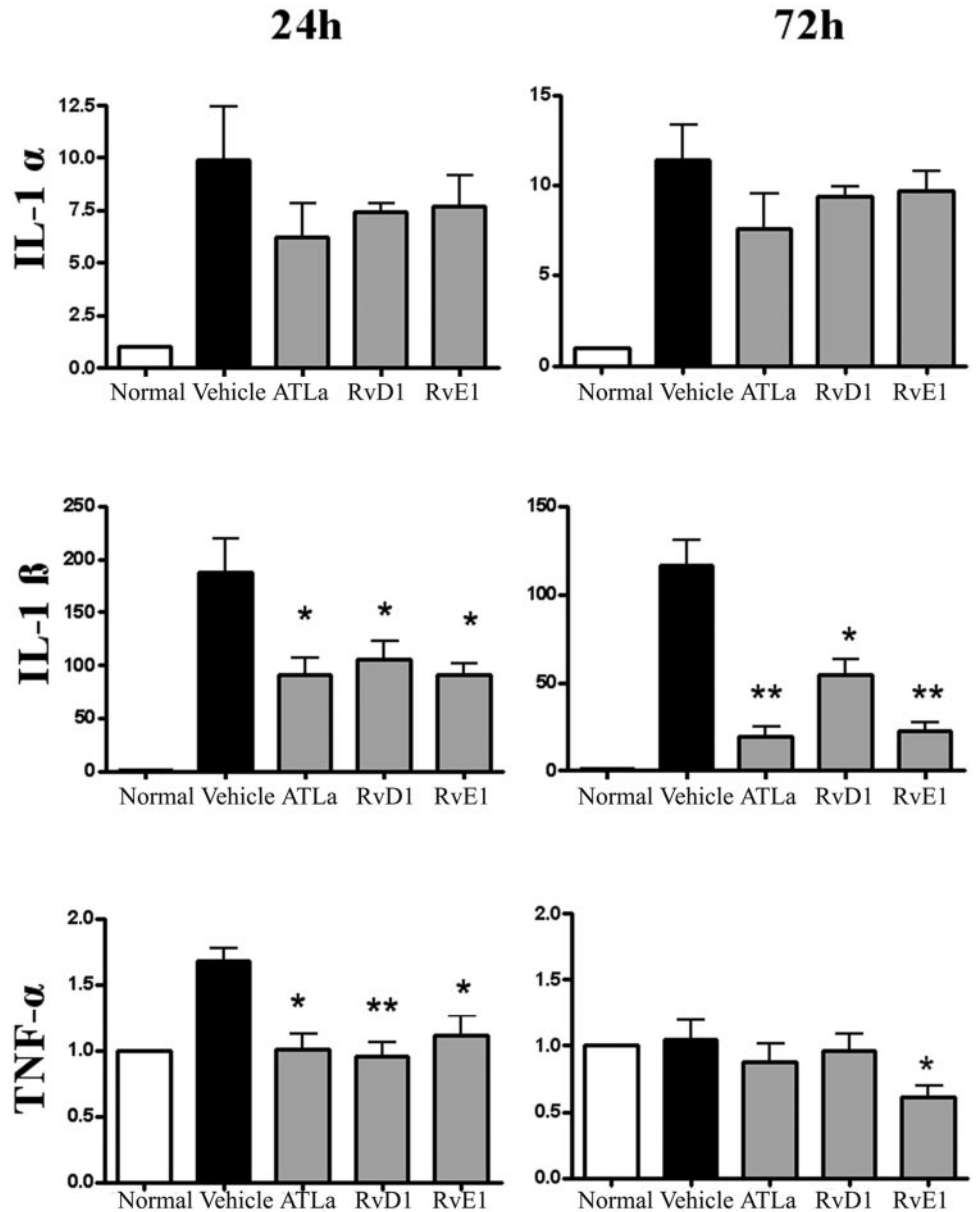 24h 72h
IL-1 α
12.5
10.0
7.5
5.0
2.5
0.0
Normal Vehicle ATLa RvD1 RvE1
15
10
5
0
Normal Vehicle ATLa RvD1 RvE1
IL-1 ß
250
200
150
100
50
0
* * *
Normal Vehicle ATLa RvD1 RvE1
150
100
50
0
** * **
Normal Vehicle ATLa RvD1 RvE1
TNF-α
2.0
1.5
1.0
0.5
0.0
* ** *
Normal Vehicle ATLa RvD1 RvE1
2.0
1.5
1.0
0.5
0.0
*
Normal Vehicle ATLa RvD1 RvE1